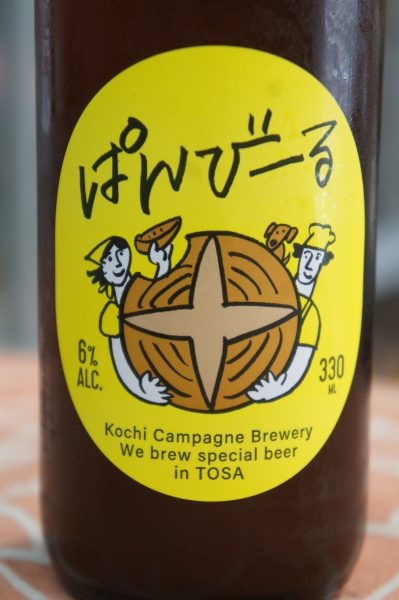 ぱんびーる
6%
ALC.
330
ML
Kochi Campagne Brewery
We brew special beer
in TOSA